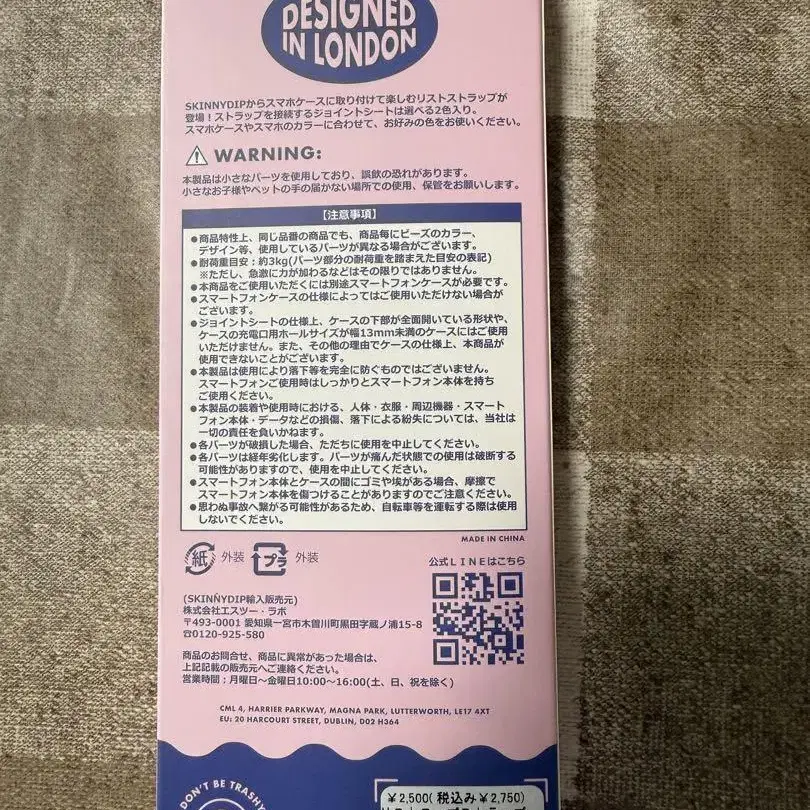 DESIGNED
IN LONDON
SKINNYDIPからスマホケースに取り付けて楽しむリストストラップが
登場！ストラップを接続するジョイントシートは選べる2色入り。
スマホケースやスマホのカラーに合わせて、お好みの色をお使いください。
WARNING:
本製品は小さなパーツを使用しており、誤飲の恐れがあります。
小さなお子様やペットの手の届かない場所での使用、保管をお願いします。
【注意事項】
●商品特性上、同じ品番の商品でも、商品毎にビーズのカラー、
デザイン等、使用しているパーツが異なる場合がございます。
●耐荷重目安：約3kg(パーツ部分の耐荷重を踏まえた目安の表記)
※ただし、急激に力が加わるなどはその限りではありません。
●本商品をご使用いただくには別途スマートフォンケースが必要です。
●スマートフォンケースの仕様によってはご使用いただけない場合が
ございます。
●ジョイントシートの仕様上、ケースの下部が全面開いている形状や、
ケースの充電口用ホールサイズが幅13mm未満のケースにはご使用
いただけません。また、その他の理由でケースの仕様上、本商品が
使用できないことがございます。
●本製品は使用により落下等を完全に防ぐものではございません。
スマートフォンご使用時はしっかりとスマートフォン本体を持ち
ご使用ください。
●本製品の装着や使用時における、人体・衣服・周辺機器・スマート
フォン本体・データなどの損傷、落下による紛失については、当社は
一切の責任を負いかねます。
●各パーツが破損した場合、ただちに使用を中止してください。
●各パーツは経年劣化します。パーツが痛んだ状態での使用は破断する
可能性がありますので、使用を中止してください。
●スマートフォン本体とケースの間にゴミや埃がある場合、摩擦で
スマートフォン本体を傷つけることがありますのでご注意ください。
●思わぬ事故へ繋がる可能性があるため、自転車等を運転する際は使用
しないでください。
MADE IN CHINA
紙 外装 プラ 外装
公式LINEはこちら
(SKINNYDIP輸入販売元)
株式会社エスツー・ラボ
〒493-0001 愛知県一宮市木曽川町黒田字蔵ノ浦15-8
☎0120-925-580
商品のお問合せ、商品に異常があった場合は、
上記記載の販売元へご連絡ください。
営業時間：月曜日〜金曜日10:00〜16:00(土、日、祝を除く)
CML 4, HARRIER PARKWAY, MAGNA PARK, LUTTERWORTH, LE17 4XT
EU: 20 HARCOURT STREET, DUBLIN, D02 H364
DON'T BE TRASHY
¥2,500(税込み¥2,750)